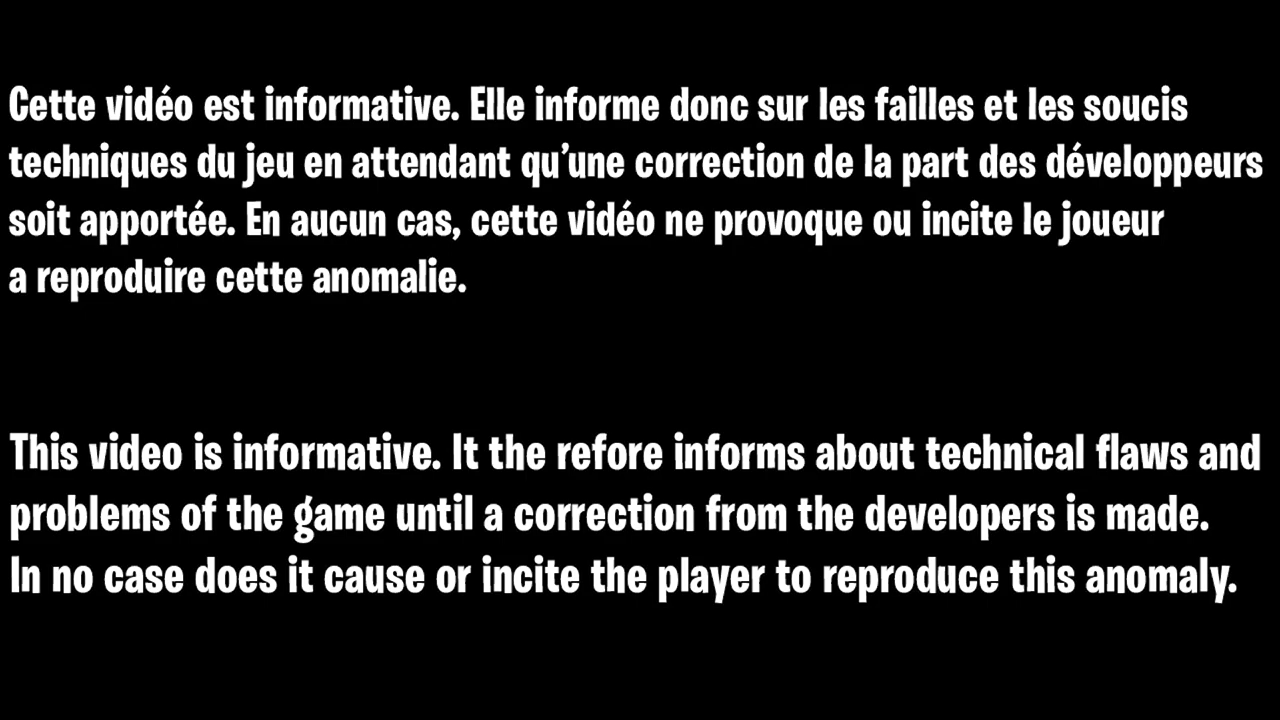 Cette vidéo est informative. Elle informe donc sur les failles et les soucis
techniques du jeu en attendant qu’une correction de la part des développeurs
soit apportée. En aucun cas, cette vidéo ne provoque ou incite le joueur
a reproduire cette anomalie.
This video is informative. It the refore informs about technical flaws and
problems of the game until a correction from the developers is made.
In no case does it cause or incite the player to reproduce this anomaly.